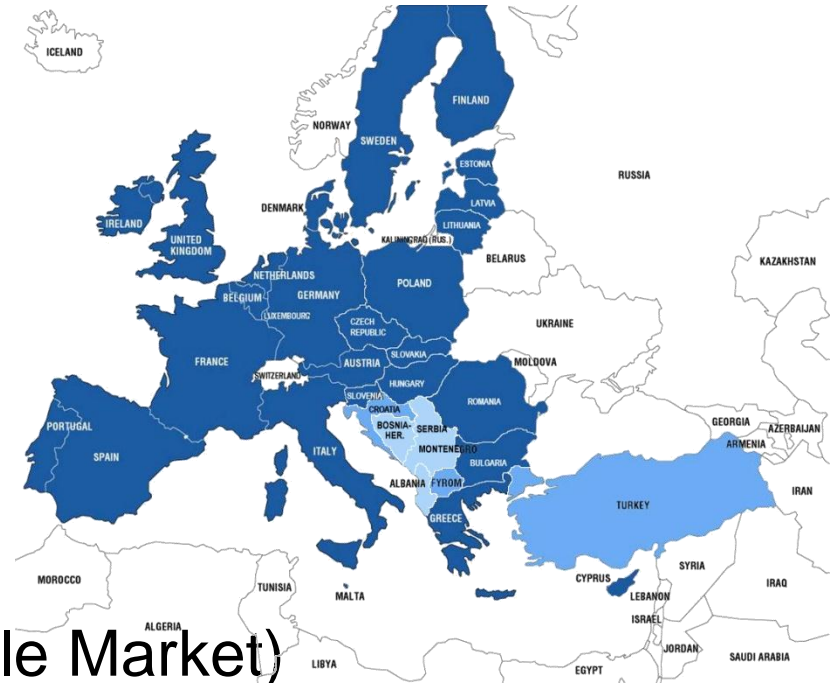 ICELAND
FINLAND
NORWAY
SWEDEN
ESTONIA
RUSSIA
LATVIA
DENMARK
LITHUANIA
IRELAND
UNITED
KINGDOM
KALININGRAD (RUS.)
BELARUS
KAZAKHSTAN
NETHERLANDS
POLAND
BELGIUM
GERMANY
LUXEMBOURG
CZECH
REPUBLIC
UKRAINE
SLOVAKIA
FRANCE
AUSTRIA
MOLDOVA
SWITZERLAND
HUNGARY
SLOVENIA
ROMANIA
CROATIA
PORTUGAL
BOSNIA-
HER.
SERBIA
GEORGIA
AZERBAIJAN
SPAIN
ITALY
MONTENEGRO
ARMENIA
BULGARIA
ALBANIA
FYROM
IRAN
TURKEY
GREECE
MOROCCO
TUNISIA
MALTA
CYPRUS
SYRIA
IRAQ
LEBANON
ALGERIA
ISRAEL
le Market)
LIBYA
JORDAN
SAUDI ARABIA
EGYPT